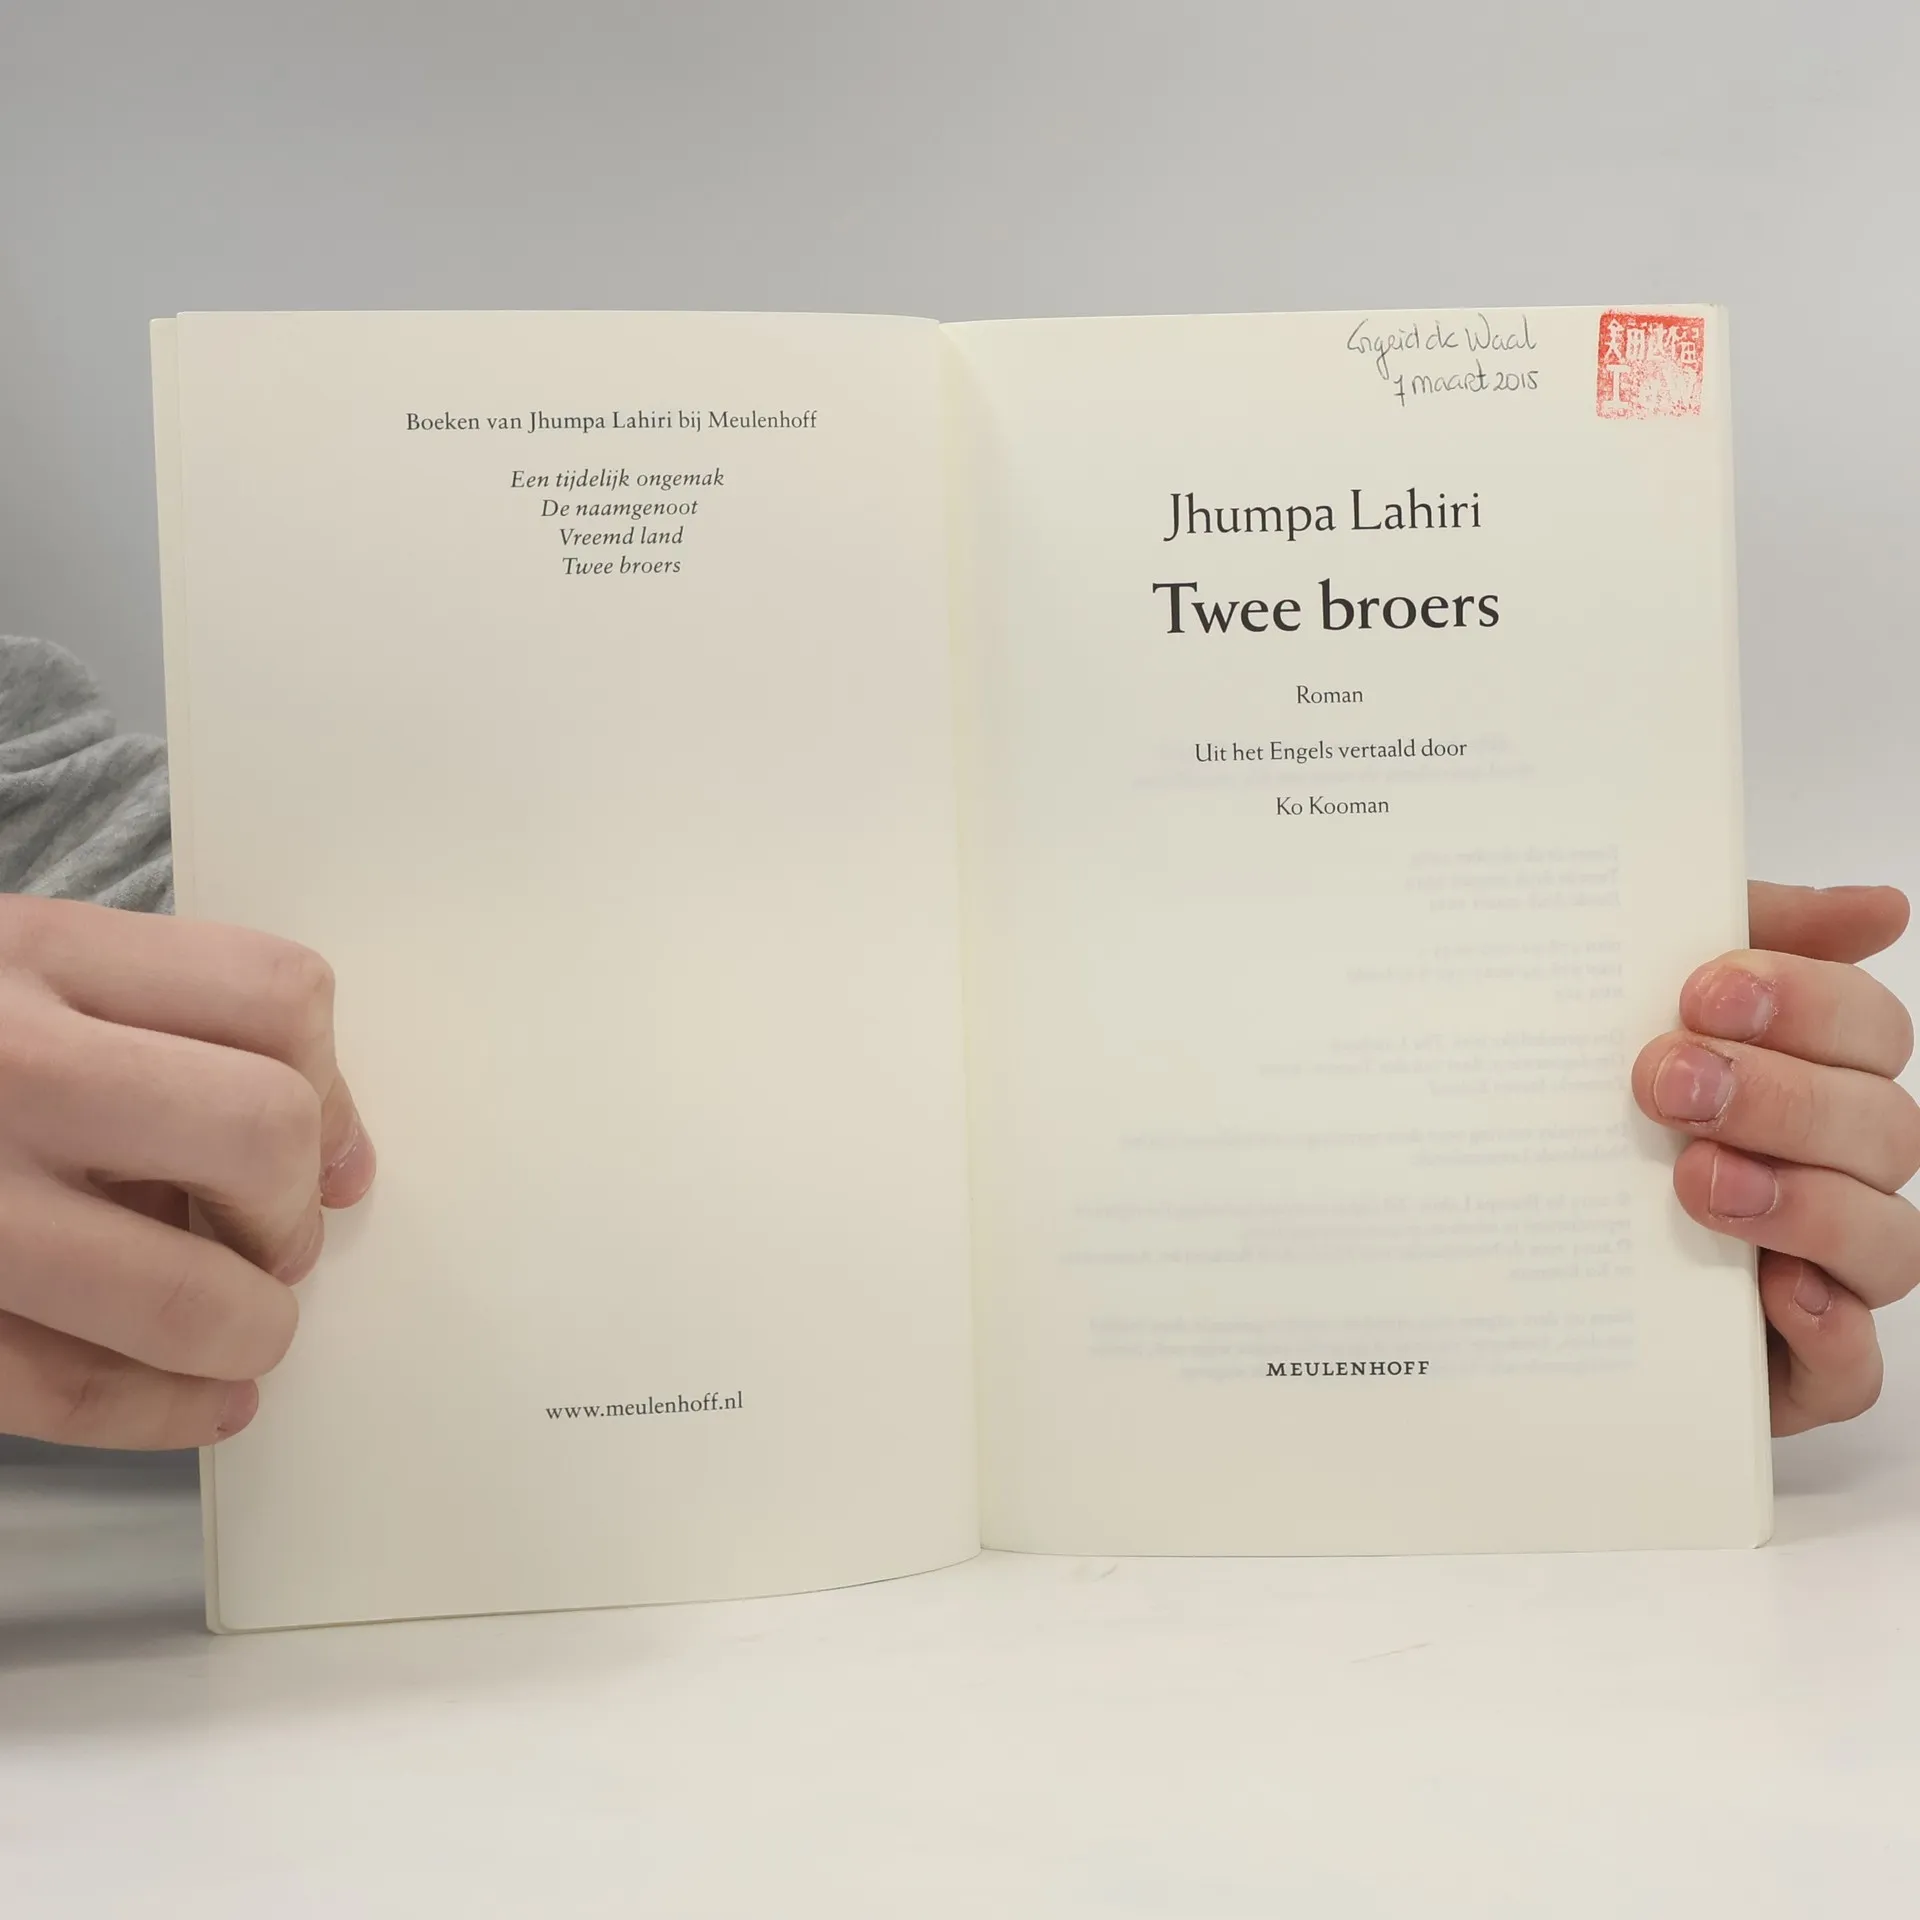 Boeken van Jhumpa Lahiri bij Meulenhoff
Een tijdelijk ongemak
De naamgenoot
Vreemd land
Twee broers
www.meulenhoff.nl
de Waal
7 maart 2015
Jhumpa Lahiri
Twee broers
Roman
Uit het Engels vertaald door
Ko Kooman
MEULENHOFF